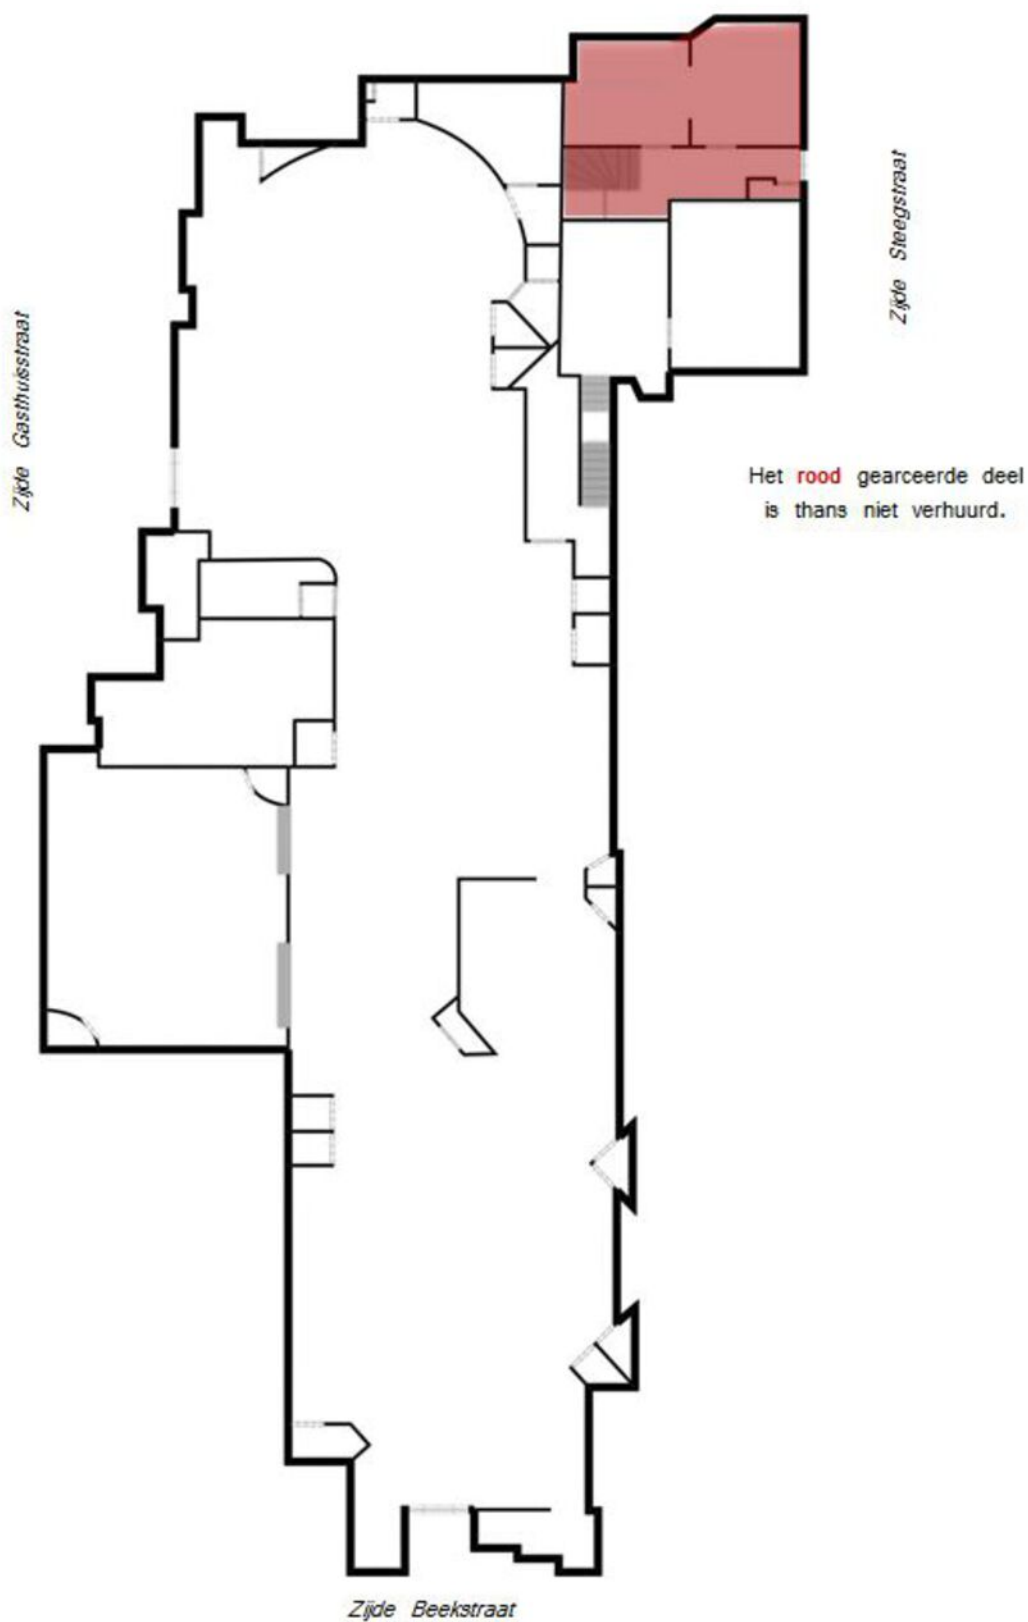 Zijde Steegstraat
Zijde Gasthuisstraat
Het rood gearceerde deel
is thans niet verhuurd.
Zijde Beekstraat